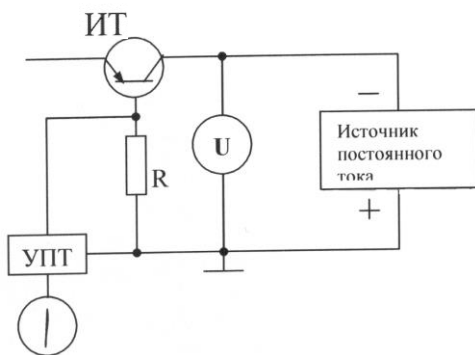 ИТ
−
U
Источник
постоянного
тока
R
+
УПТ